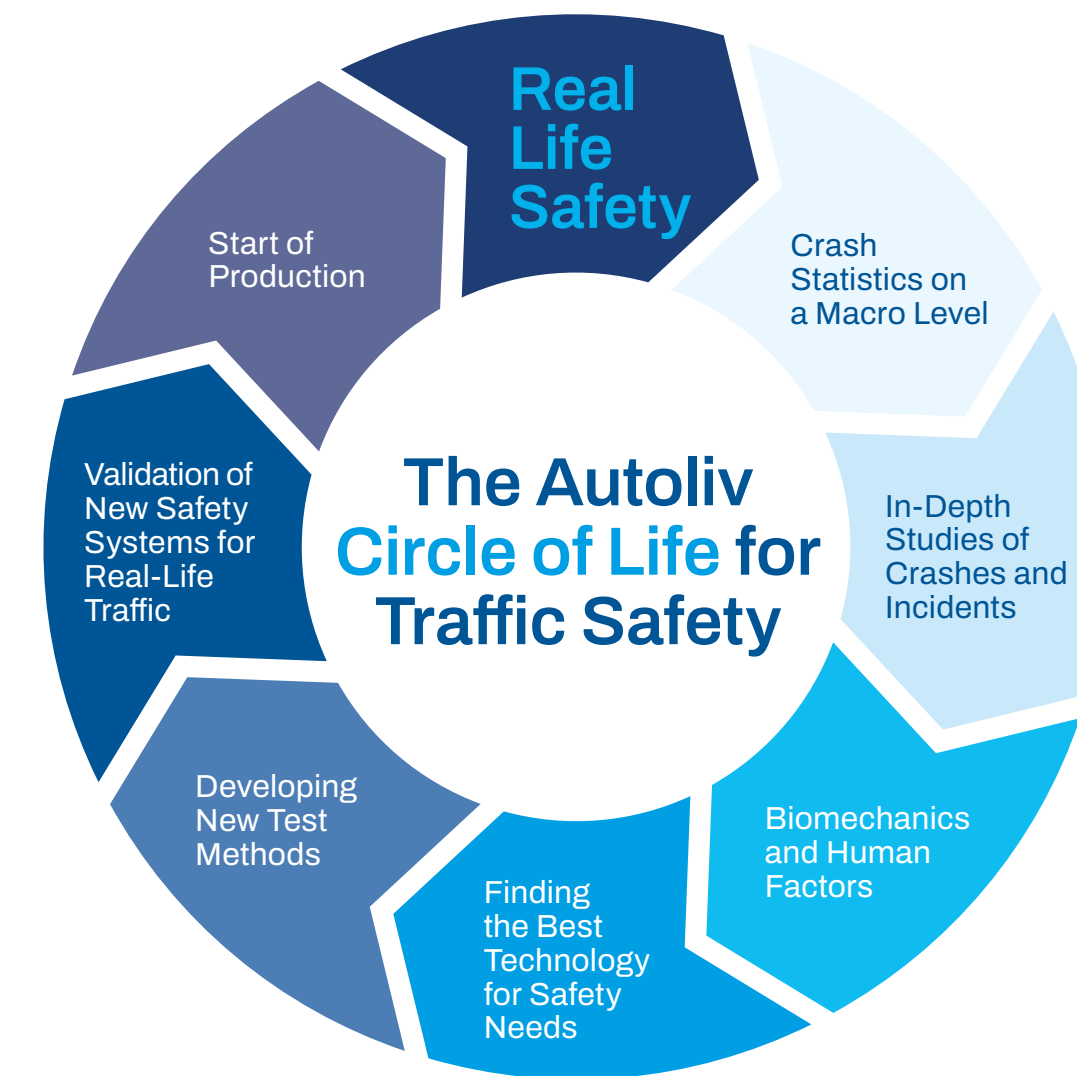 Real
Life
Safety
Crash
Statistics on
a Macro Level
In-Depth
Studies of
Crashes and
Incidents
Biomechanics
and Human
Factors
Finding
the Best
Technology
for Safety
Needs
Developing
New Test
Methods
Validation of
New Safety
Systems for
Real-Life
Traffic
Start of
Production
The Autoliv
Circle of Life for
Traffic Safety